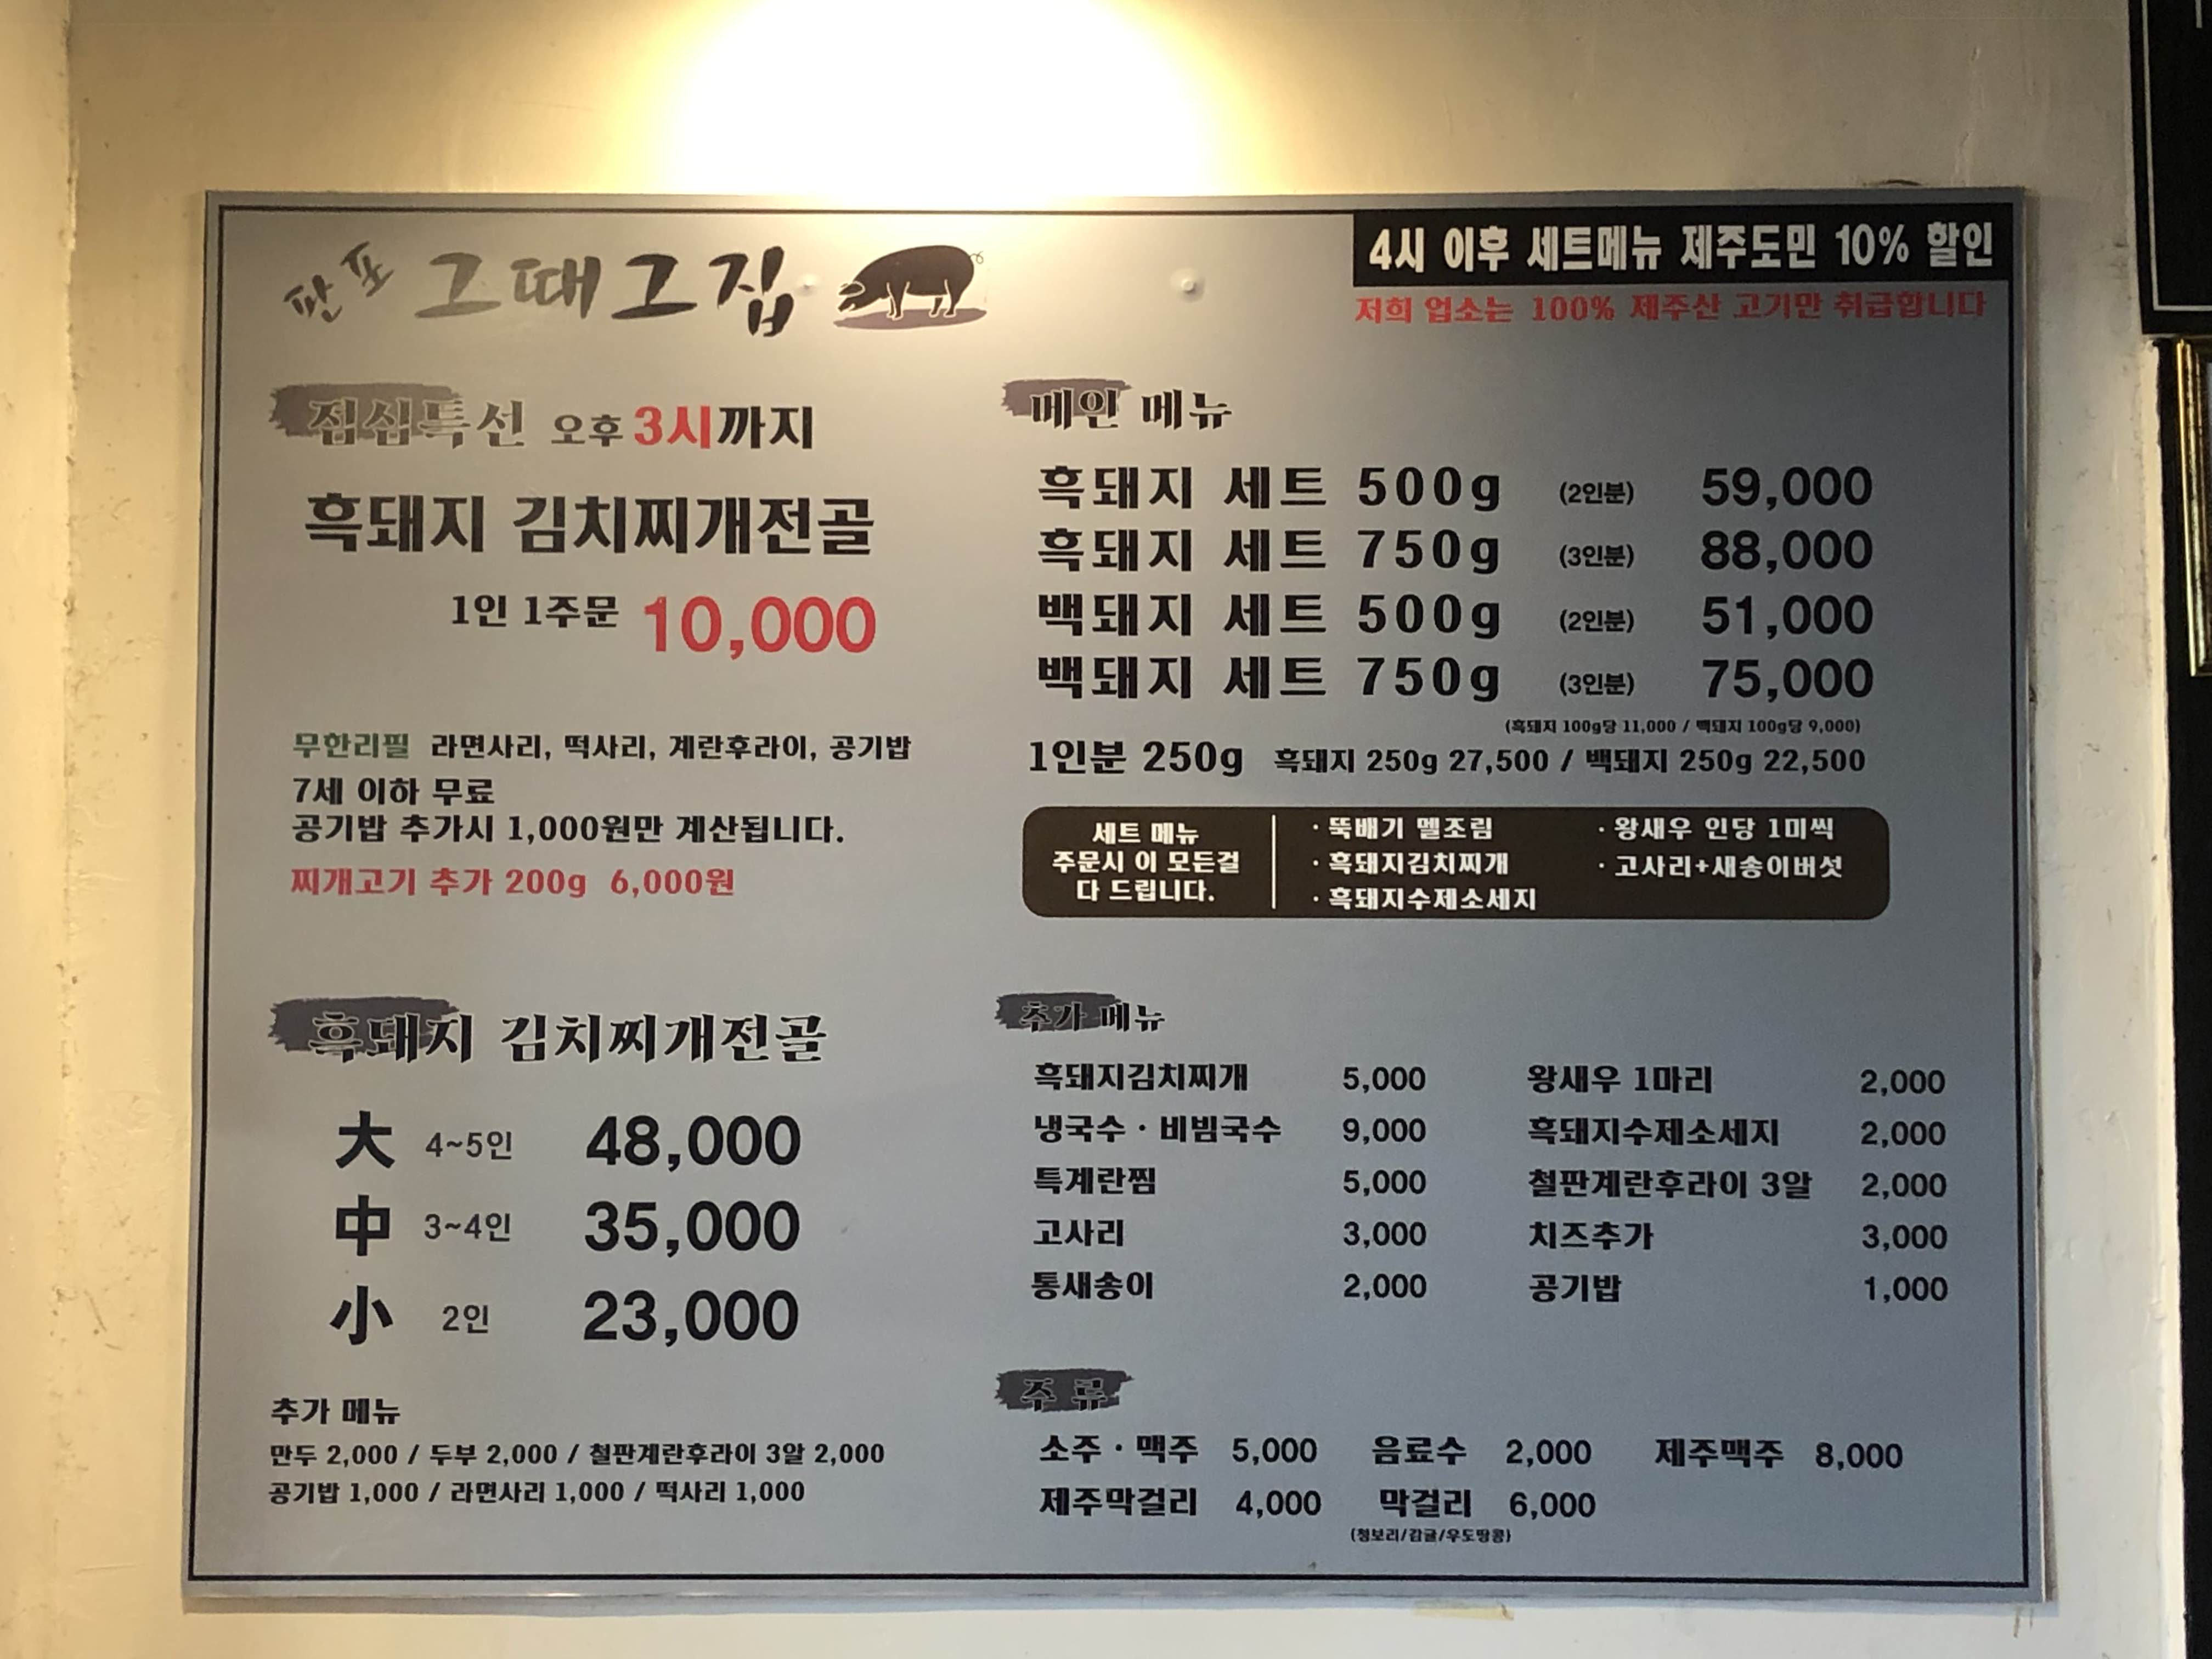 판포 그때그집
4시 이후 세트메뉴 제주도민 10% 할인
저희 업소는 100% 제주산 고기만 취급합니다
점심특선 오후 3시까지
흑돼지 김치찌개전골
1인 1주문 10,000
무한리필 라면사리, 떡사리, 계란후라이, 공기밥
7세 이하 무료
공기밥 추가시 1,000원만 계산됩니다.
찌개고기 추가 200g 6,000원
흑돼지 김치찌개전골
大 4~5인 48,000
中 3~4인 35,000
小 2인 23,000
추가 메뉴
만두 2,000 / 두부 2,000 / 철판계란후라이 3알 2,000
공기밥 1,000 / 라면사리 1,000 / 떡사리 1,000
메인 메뉴
흑돼지 세트 500g (2인분) 59,000
흑돼지 세트 750g (3인분) 88,000
백돼지 세트 500g (2인분) 51,000
백돼지 세트 750g (3인분) 75,000
(흑돼지 100g당 11,000 / 백돼지 100g당 9,000)
1인분 250g 흑돼지 250g 27,500 / 백돼지 250g 22,500
세트 메뉴
주문시 이 모든걸
다 드립니다.
· 뚝배기 멜조림
· 흑돼지김치찌개
· 흑돼지수제소세지
· 왕새우 인당 1미씩
· 고사리+새송이버섯
추가 메뉴
흑돼지김치찌개 5,000 왕새우 1마리 2,000
냉국수 · 비빔국수 9,000 흑돼지수제소세지 2,000
특계란찜 5,000 철판계란후라이 3알 2,000
고사리 3,000 치즈추가 3,000
통새송이 2,000 공기밥 1,000
주 류
소주 · 맥주 5,000 음료수 2,000 제주맥주 8,000
제주막걸리 4,000 막걸리 6,000
(청보리/감귤/우도땅콩)